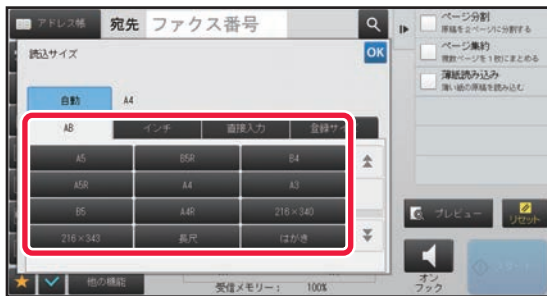 アドレス帳 宛先 ファクス番号
読込サイズ OK
自動 A4
AB インチ 直接入力 登録サイ
A5 B5R B4
A5R A4 A3
B5 A4R 216×340
216×343 長尺 はがき
ページ分割
原稿を2ページに分割する
ページ集約
複数ページを1枚にまとめる
薄紙読み込み
薄い紙の原稿を読み込む
プレビュー リセット
オンフック スタート
他の機能 受信メモリー: 100%